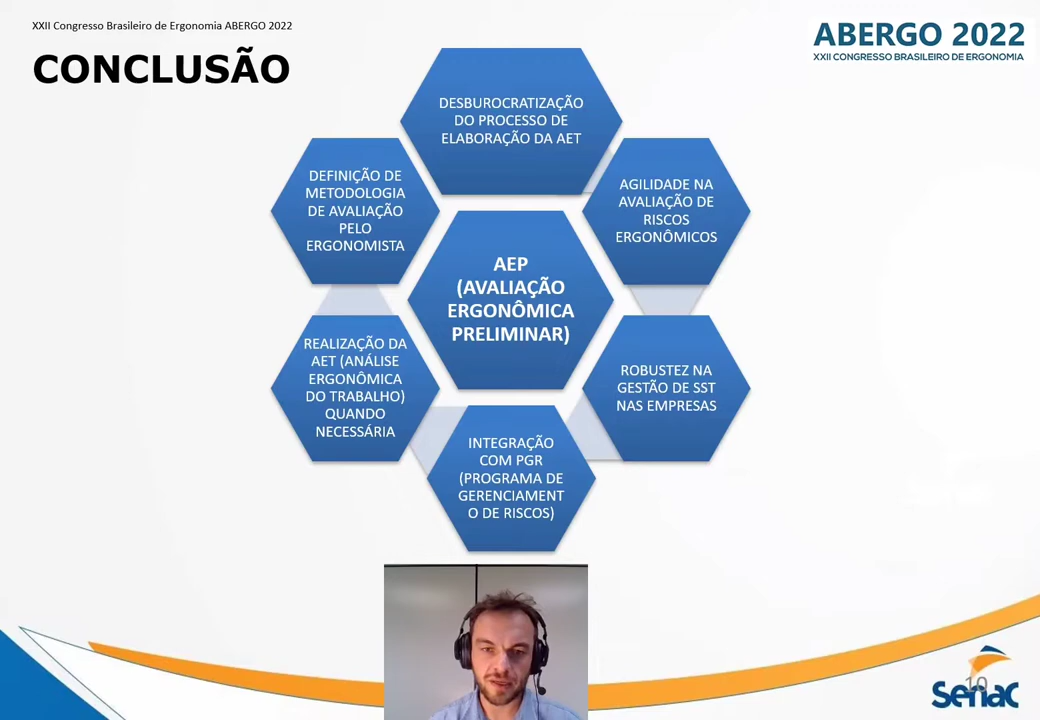 XXII Congresso Brasileiro de Ergonomia ABERGO 2022
ABERGO 2022
XXII CONGRESSO BRASILEIRO DE ERGONOMIA
CONCLUSÃO
DESBUROCRATIZAÇÃO
DO PROCESSO DE
ELABORAÇÃO DA AET
AGILIDADE NA
AVALIAÇÃO DE
RISCOS
ERGONÔMICOS
ROBUSTEZ NA
GESTÃO DE SST
NAS EMPRESAS
INTEGRAÇÃO
COM PGR
(PROGRAMA DE
GERENCIAMENT
O DE RISCOS)
REALIZAÇÃO DA
AET (ANÁLISE
ERGONÔMICA
DO TRABALHO)
QUANDO
NECESSÁRIA
DEFINIÇÃO DE
METODOLOGIA
DE AVALIAÇÃO
PELO
ERGONOMISTA
AEP
(AVALIAÇÃO
ERGONÔMICA
PRELIMINAR)
10
Senac